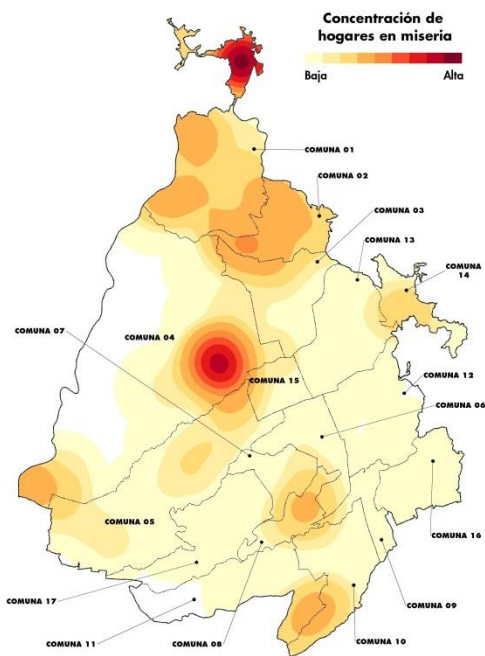 Concentración de
hogares en miseria
Baja
Alta
COMUNA 01
COMUNA 02
COMUNA 03
COMUNA 13
COMUNA
14
COMUNA 07
COMUNA 04
COMUNA 15
COMUNA 12
COMUNA 06
COMUNA 05
COMUNA 16
COMUNA 17
COMUNA 09
COMUNA 11
COMUNA 08
COMUNA 10